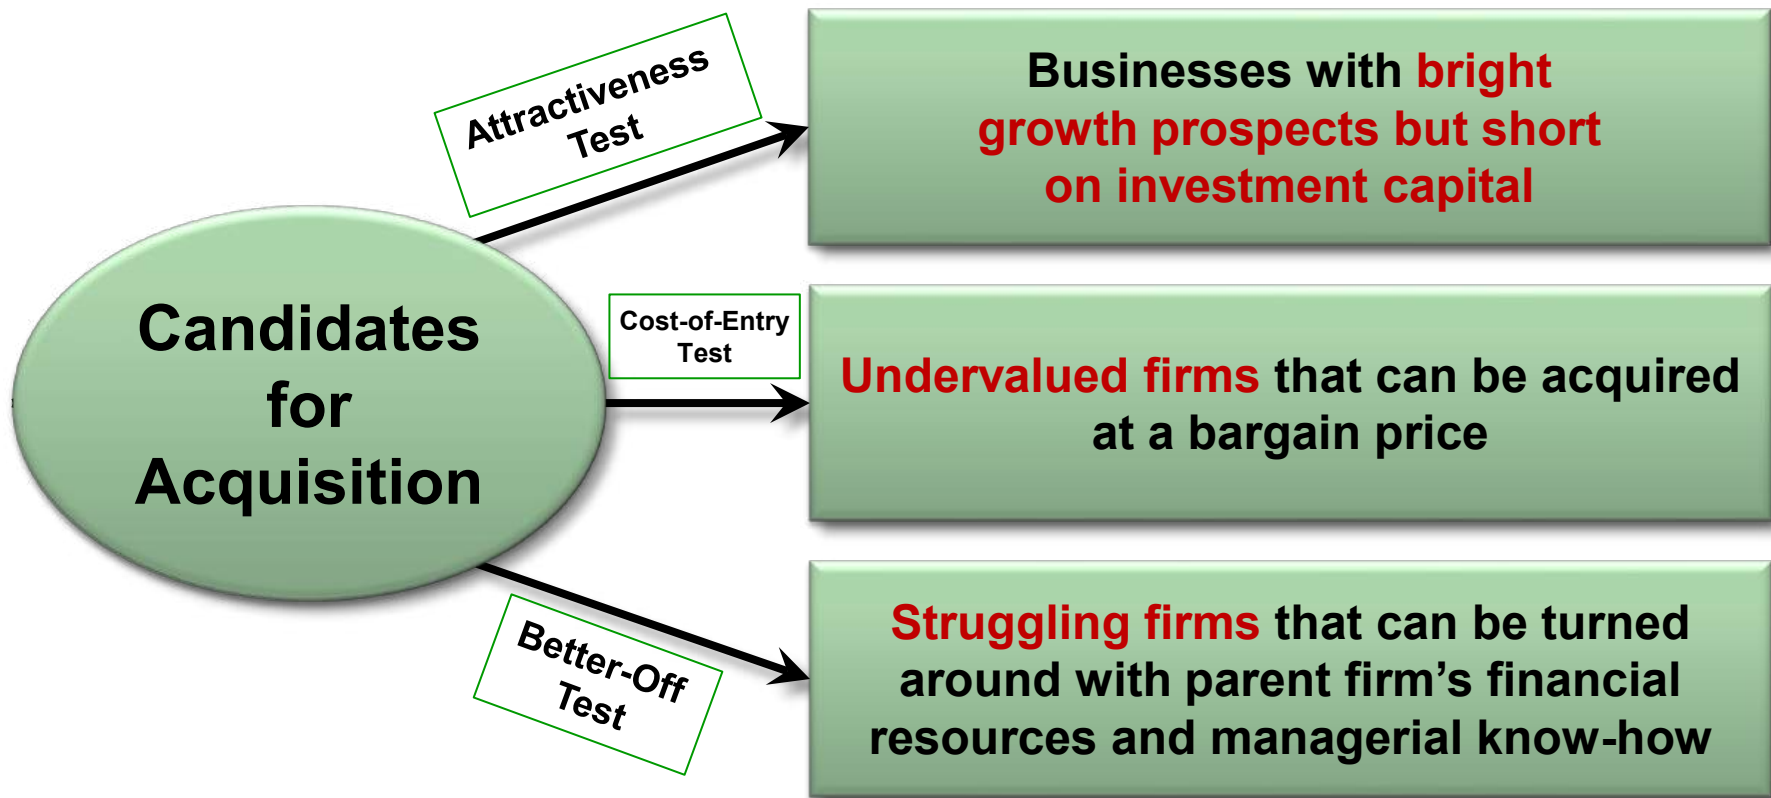 Candidates
for
Acquisition
Attractiveness
Test
Businesses with bright
growth prospects but short
on investment capital
Cost-of-Entry
Test
Undervalued firms that can be acquired
at a bargain price
Better-Off
Test
Struggling firms that can be turned
around with parent firm’s financial
resources and managerial know-how